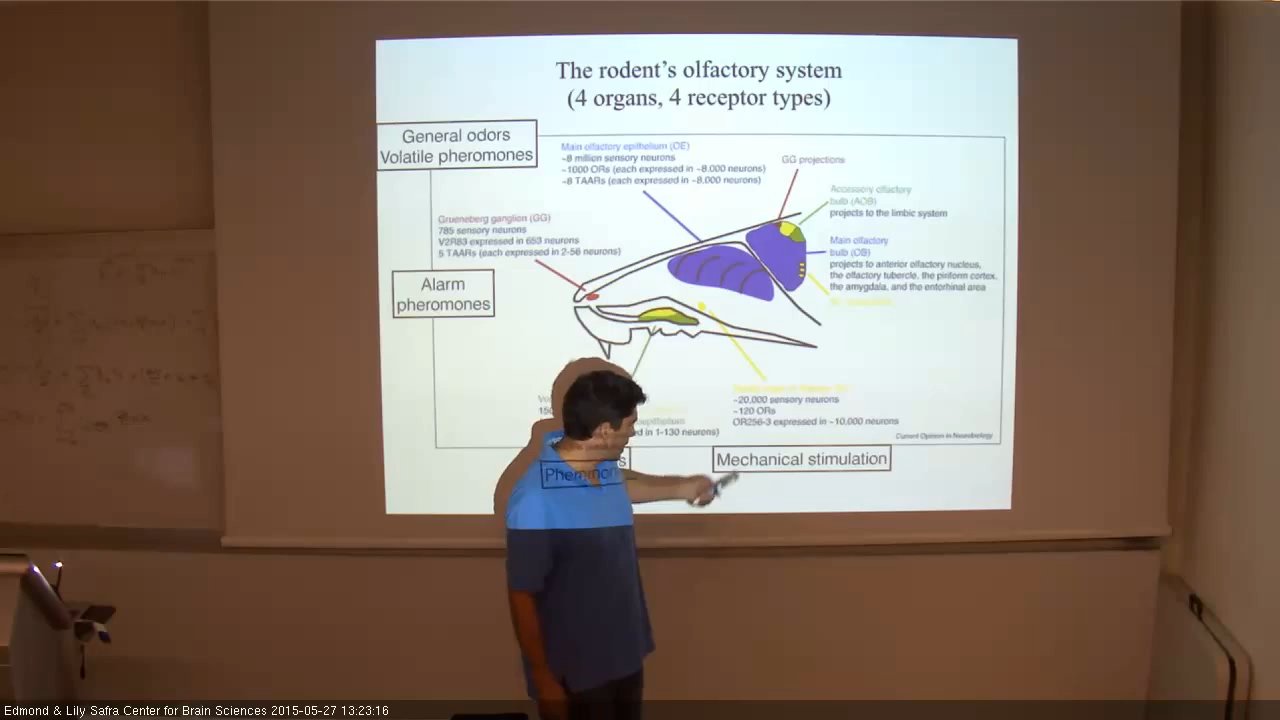 The rodent's olfactory system
(4 organs, 4 receptor types)
General odors
Volatile pheromones
Main olfactory epithelium (OE)
~8 million sensory neurons
~1000 ORs (each expressed in ~8,000 neurons)
~8 TAARs (each expressed in ~8,000 neurons)
GG projections
Accessory olfactory
bulb (AOB)
projects to the limbic system
Grueneberg ganglion (GG)
785 sensory neurons
V2R83 expressed in 653 neurons
5 TAARs (each expressed in 2-56 neurons)
Main olfactory
bulb (OB)
projects to anterior olfactory nucleus,
the olfactory tubercle, the piriform cortex,
the amygdala, and the entorhinal area
Alarm
pheromones
~20,000 sensory neurons
~120 ORs
OR256-3 expressed in ~10,000 neurons
in 1-130 neurons)
Current Opinion in Neurobiology
Mechanical stimulation
Edmond & Lily Safra Center for Brain Sciences 2015-05-27 13:23:16